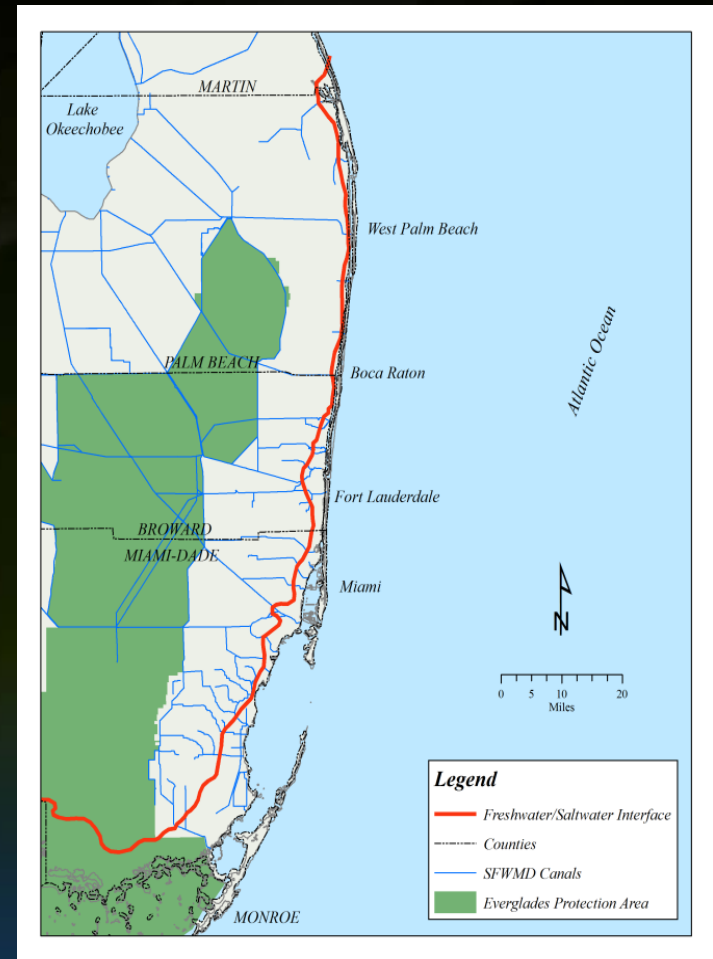 MARTIN
Lake
Okeechobee
West Palm Beach
Atlantic Ocean
PALM BEACH
Boca Raton
Fort Lauderdale
BROWARD
MIAMI-DADE
Miami
N
0 5 10 20
Miles
Legend
Freshwater/Saltwater Interface
Counties
SFWMD Canals
Everglades Protection Area
MONROE